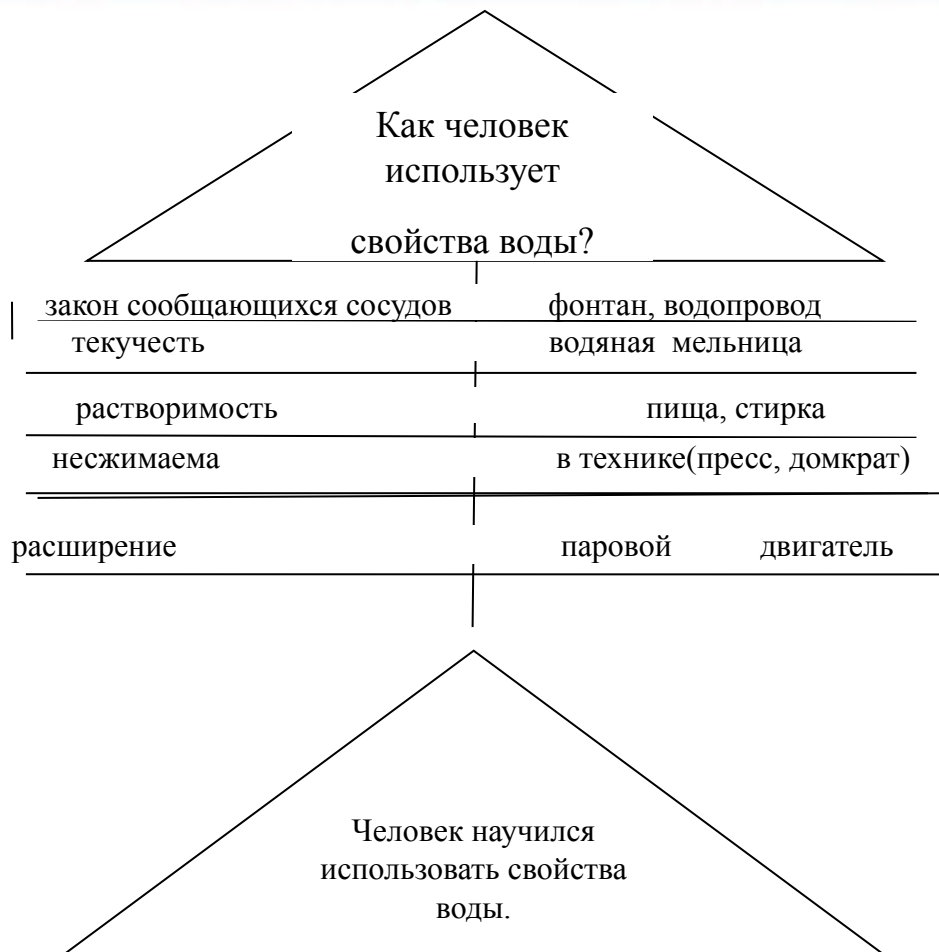 Как человек
использует
свойства воды?
закон сообщающихся сосудов фонтан, водопровод
текучесть водяная мельница
растворимость пища, стирка
несжимаема в технике(пресс, домкрат)
расширение паровой двигатель
Человек научился
использовать свойства
воды.